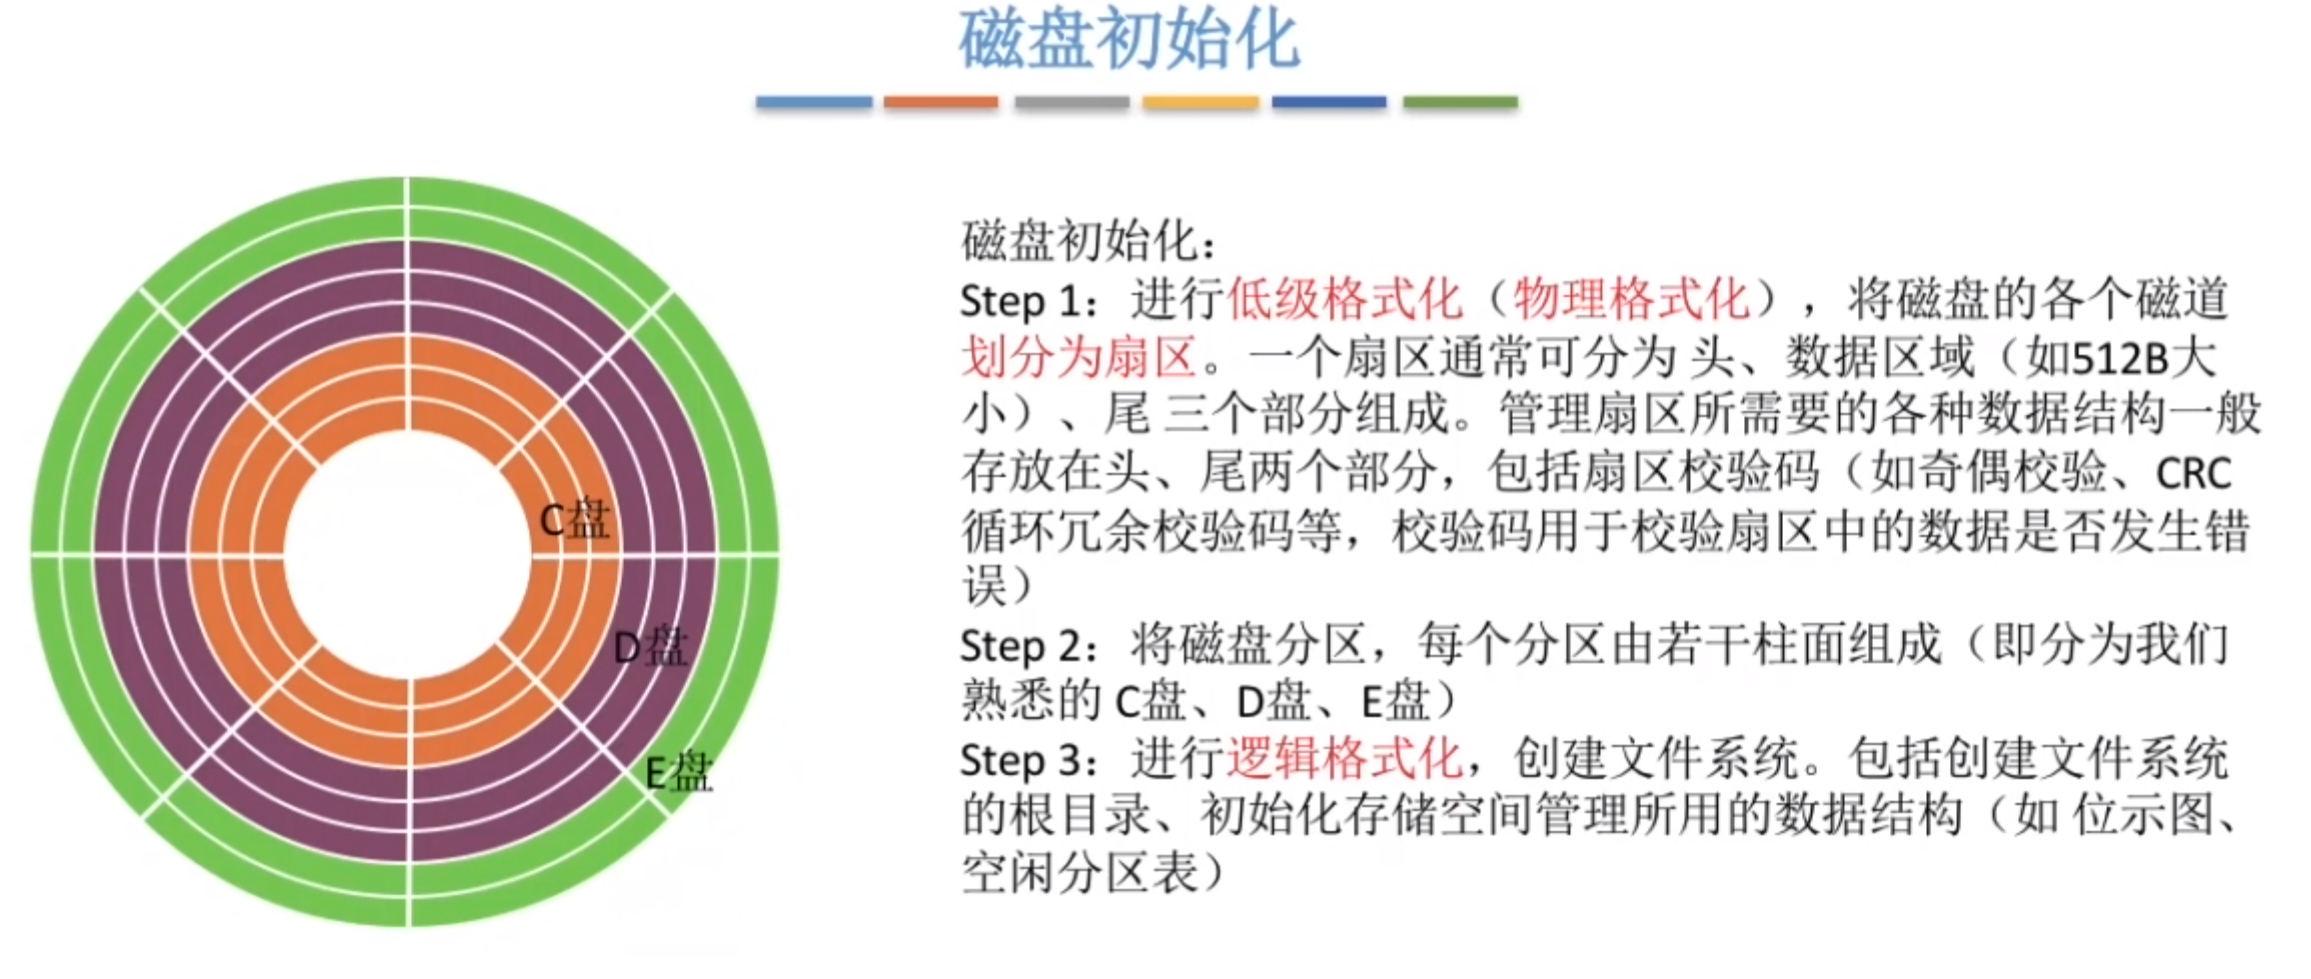 磁盘初始化
C盘
D盘
E盘
磁盘初始化：
Step 1：进行低级格式化（物理格式化），将磁盘的各个磁道
划分为扇区。一个扇区通常可分为 头、数据区域（如512B大
小）、尾 三个部分组成。管理扇区所需要的各种数据结构一般
存放在头、尾两个部分，包括扇区校验码（如奇偶校验、CRC
循环冗余校验码等，校验码用于校验扇区中的数据是否发生错
误）
Step 2：将磁盘分区，每个分区由若干柱面组成（即分为我们
熟悉的 C盘、D盘、E盘）
Step 3：进行逻辑格式化，创建文件系统。包括创建文件系统
的根目录、初始化存储空间管理所用的数据结构（如 位示图、
空闲分区表）